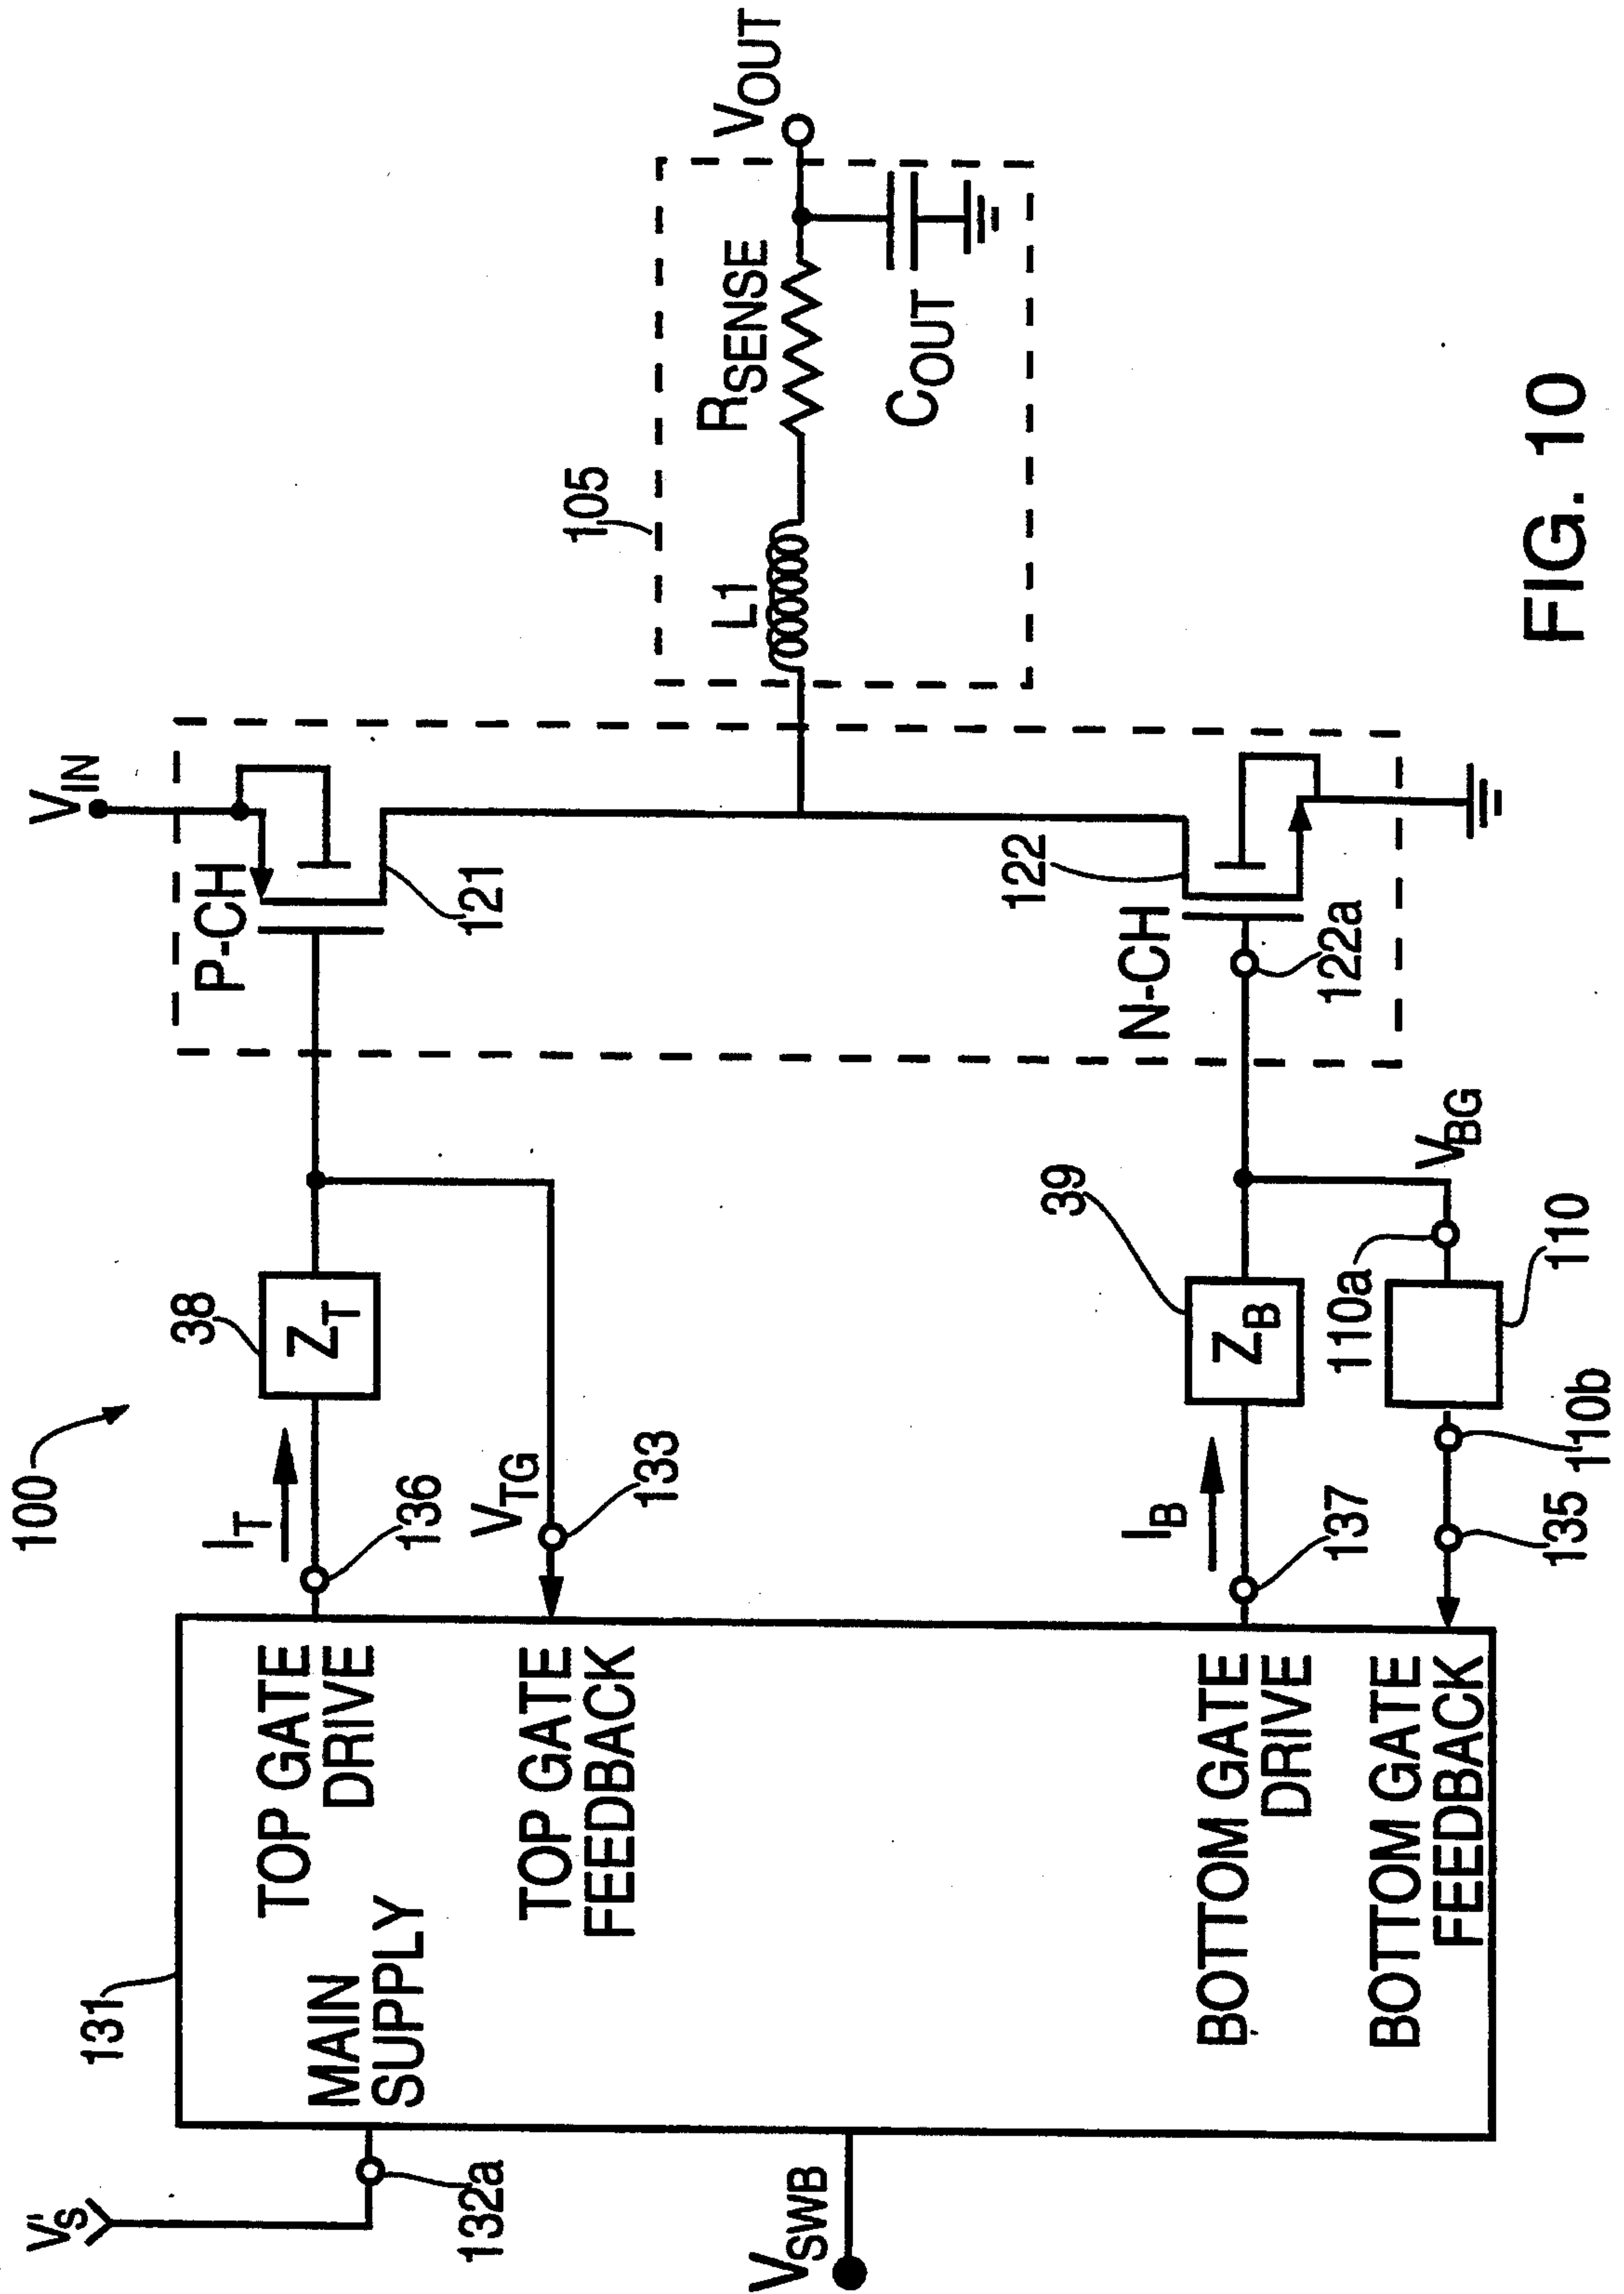 100
V'S
132a
131
MAIN
SUPPLY
TOP GATE
DRIVE
TOP GATE
FEEDBACK
BOTTOM GATE
DRIVE
BOTTOM GATE
FEEDBACK
VSWB
IT
136
38
ZT
VTG
133
IB
137
39
ZB
VBG
110a
110
110b
135
VIN
P-CH
121
122
N-CH
122a
105
L1
RSENSE
COUT
VOUT
FIG. 10